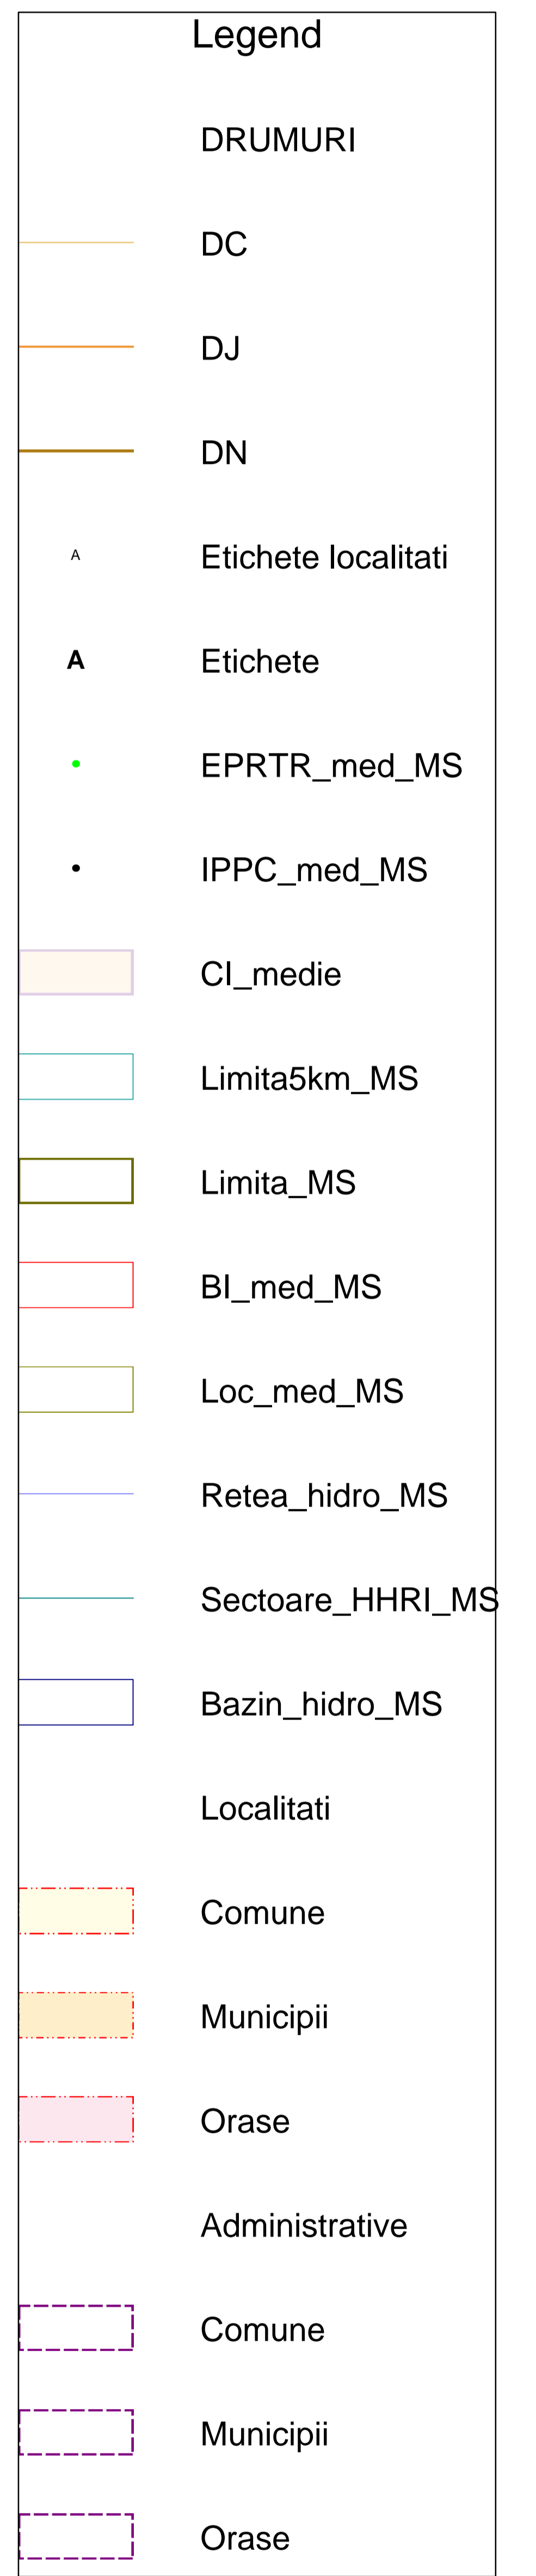 Legend
DRUMURI
DC
DJ
DN
A Etichete localitati
A Etichete
EPRTR_med_MS
IPPC_med_MS
CI_medie
Limita5km_MS
Limita_MS
BI_med_MS
Loc_med_MS
Retea_hidro_MS
Sectoare_HHRI_MS
Bazin_hidro_MS
Localitati
Comune
Municipii
Orase
Administrative
Comune
Municipii
Orase